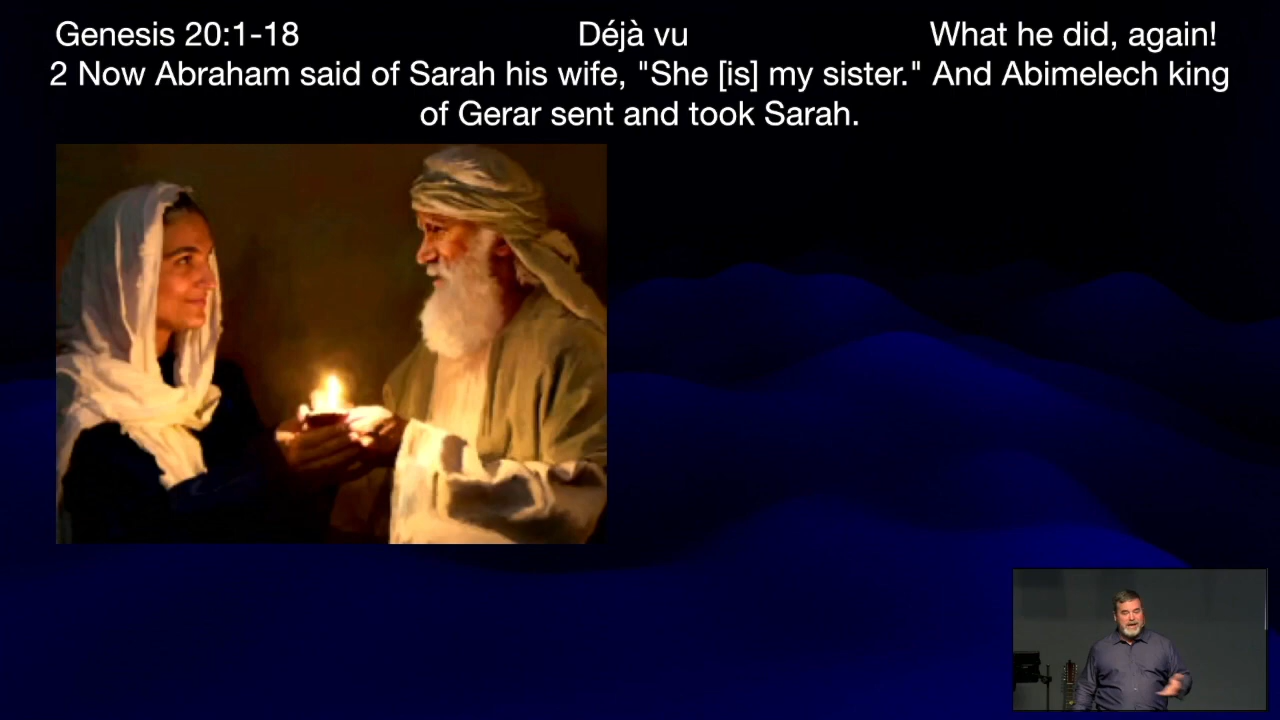 Genesis 20:1-18 Déjà vu What he did, again!
2 Now Abraham said of Sarah his wife, "She [is] my sister." And Abimelech king
of Gerar sent and took Sarah.